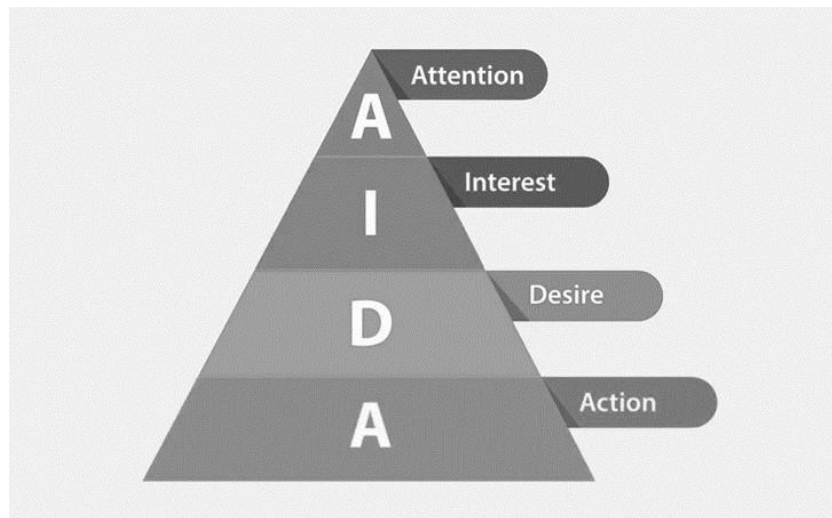 A
Attention
I
Interest
D
Desire
A
Action